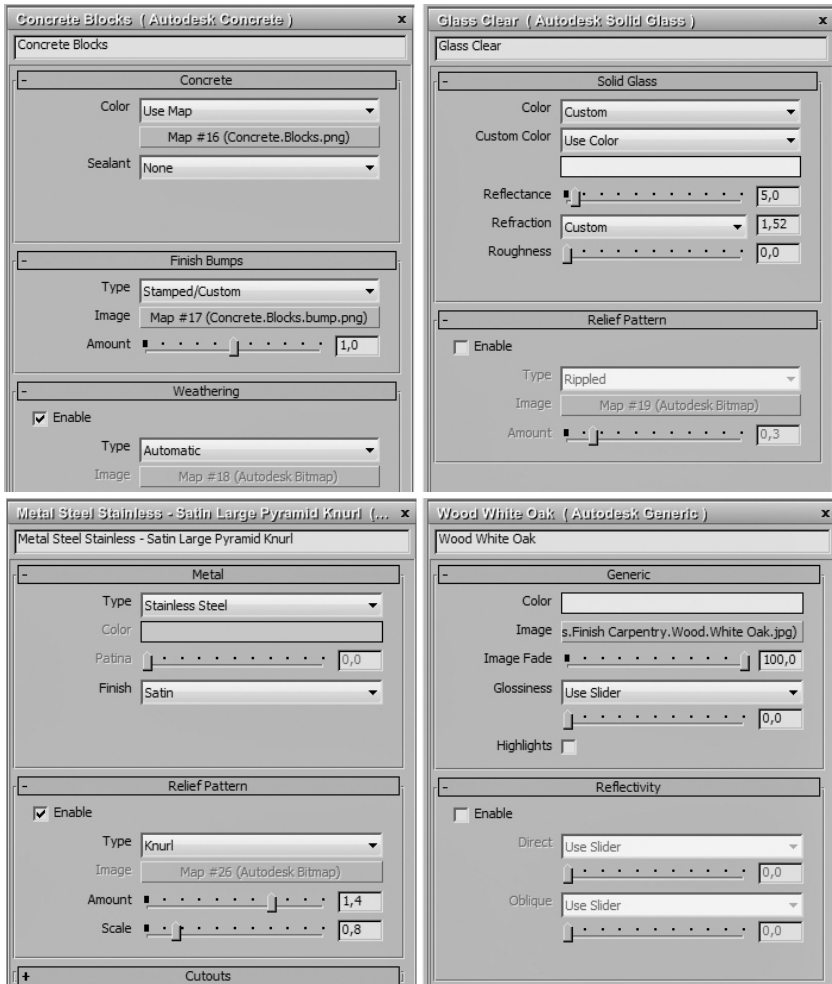 Concrete Blocks ( Autodesk Concrete ) x
Concrete Blocks
- Concrete
Color Use Map
Map #16 (Concrete.Blocks.png)
Sealant None
- Finish Bumps
Type Stamped/Custom
Image Map #17 (Concrete.Blocks.bump.png)
Amount 1,0
- Weathering
Enable
Type Automatic
Image Map #18 (Autodesk Bitmap)
Glass Clear ( Autodesk Solid Glass ) x
Glass Clear
- Solid Glass
Color Custom
Custom Color Use Color
Reflectance 5,0
Refraction Custom 1,52
Roughness 0,0
- Relief Pattern
Enable
Type Rippled
Image Map #19 (Autodesk Bitmap)
Amount 0,3
Metal Steel Stainless - Satin Large Pyramid Knurl (... x
Metal Steel Stainless - Satin Large Pyramid Knurl
- Metal
Type Stainless Steel
Color
Patina 0,0
Finish Satin
- Relief Pattern
Enable
Type Knurl
Image Map #26 (Autodesk Bitmap)
Amount 1,4
Scale 0,8
+ Cutouts
Wood White Oak ( Autodesk Generic ) x
Wood White Oak
- Generic
Color
Image s.Finish Carpentry.Wood.White Oak.jpg)
Image Fade 100,0
Glossiness Use Slider
0,0
Highlights
- Reflectivity
Enable
Direct Use Slider
0,0
Oblique Use Slider
0,0